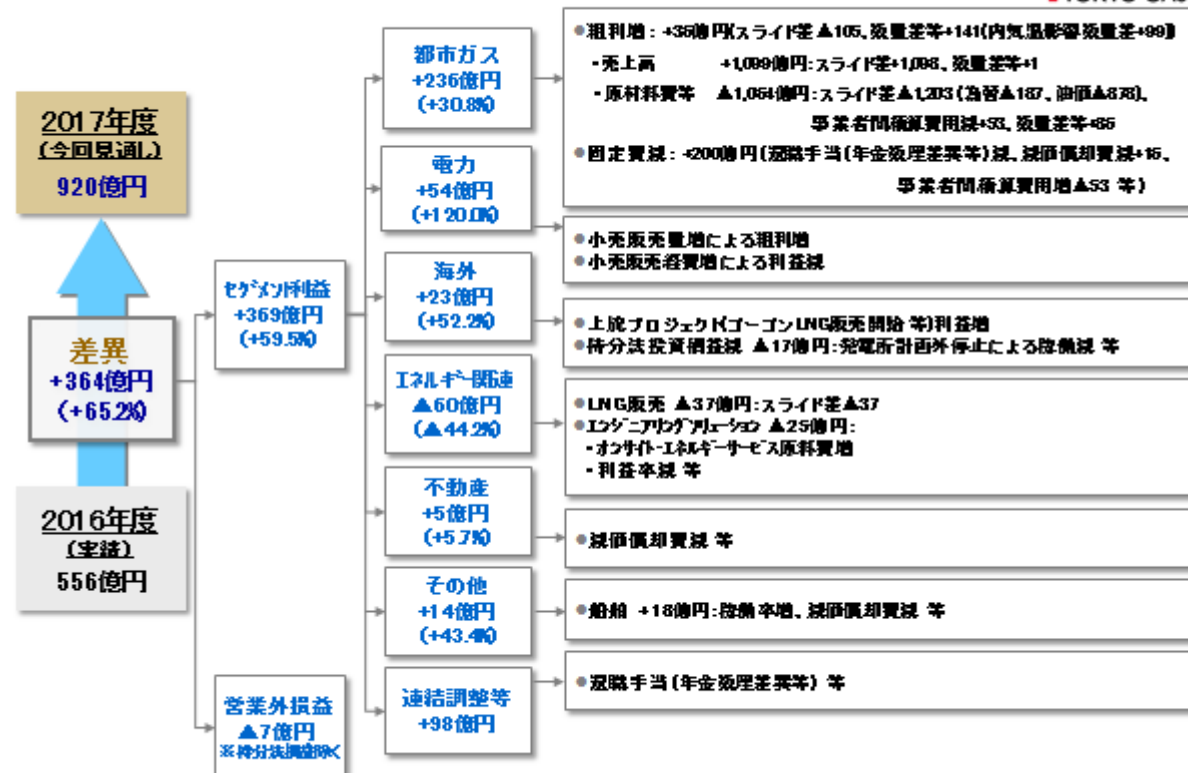 TOKYO GAS
2017年度
(今回見通し)
920億円
差異
+364億円
(+65.2%)
2016年度
(実績)
556億円
セグメント利益
+369億円
(+59.5%)
営業外損益
▲7億円
※持分法調整除く
都市ガス
+236億円
(+30.8%)
電力
+54億円
(+120.0%)
海外
+23億円
(+52.2%)
エネルギー関連
▲60億円
(▲44.2%)
不動産
+5億円
(+5.7%)
その他
+14億円
(+43.4%)
連結調整等
+98億円
●粗利増:+36億円(スライド差▲105、数量差等+141(内気温影響数量差+99))
・売上高 +1,099億円:スライド差+1,098、数量差等+1
・原材料費等 ▲1,064億円:スライド差▲1,203(為替▲187、油価▲878)、
事業者間精算費用減+53、数量差等+86
●固定費減:+200億円(退職手当(年金数理差異等)減、減価償却費減+16、
事業者間精算費用増▲53 等)
●小売販売量増による粗利増
●小売販売経費増による利益減
●上流プロジェクト(ゴーゴンLNG販売開始 等)利益増
●持分法投資損益減 ▲17億円:発電所計画外停止による稼働減 等
●LNG販売 ▲37億円:スライド差▲37
●エンジニアリングソリューション ▲25億円:
・オンサイト・エネルギーサービス原料費増
・利益率減 等
●減価償却費減 等
●船舶 +18億円:稼働率増、減価償却費減 等
●退職手当(年金数理差異等) 等